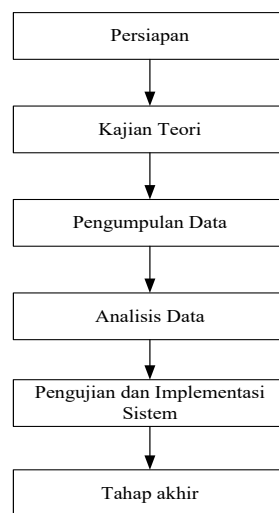 Persiapan
Kajian Teori
Pengumpulan Data
Analisis Data
Pengujian dan Implementasi
Sistem
Tahap akhir